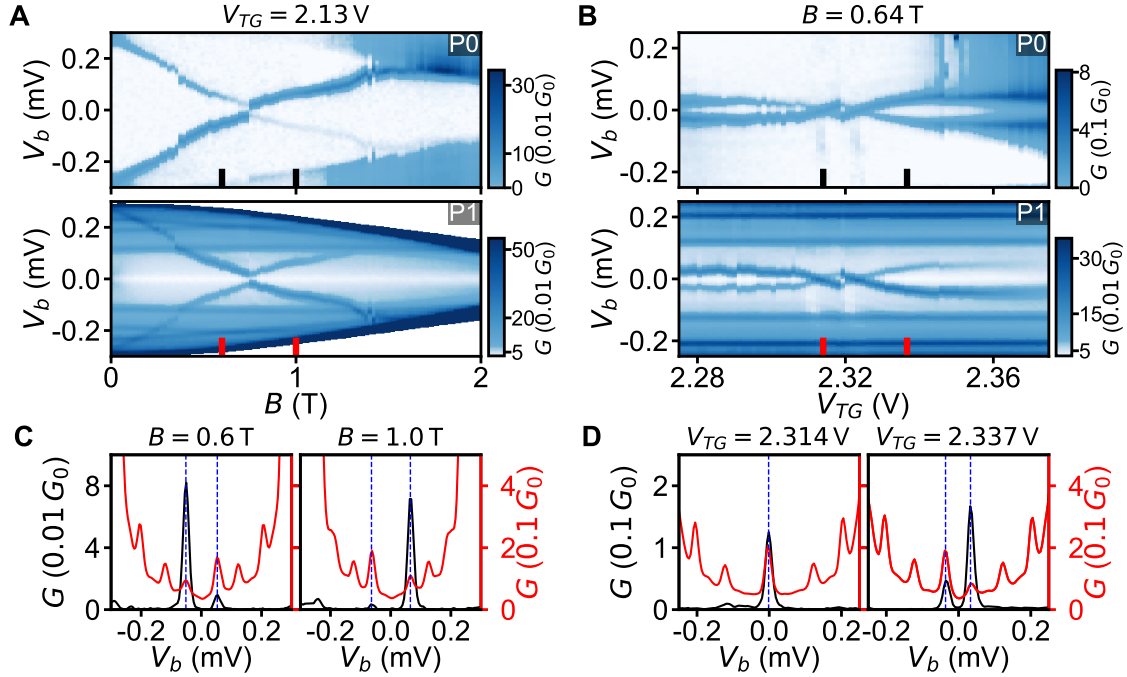 A
V_TG = 2.13 V
P0
0.2
0.0
-0.2
V_b (mV)
30
10
0
G (0.01 G_0)
P1
0.2
0.0
-0.2
V_b (mV)
50
20
5
G (0.01 G_0)
0
1
2
B (T)
B
B = 0.64 T
P0
0.2
0.0
-0.2
V_b (mV)
8
4
0
G (0.1 G_0)
P1
0.2
0.0
-0.2
V_b (mV)
30
15
5
G (0.01 G_0)
2.28
2.32
2.36
V_TG (V)
C
B = 0.6 T
B = 1.0 T
8
4
0
G (0.01 G_0)
-0.2
0.0
0.2
V_b (mV)
-0.2
0.0
0.2
V_b (mV)
4
2
0
G (0.1 G_0)
D
V_TG = 2.314 V
V_TG = 2.337 V
2
1
0
G (0.1 G_0)
-0.2
0.0
0.2
V_b (mV)
-0.2
0.0
0.2
V_b (mV)
4
2
0
G (0.1 G_0)